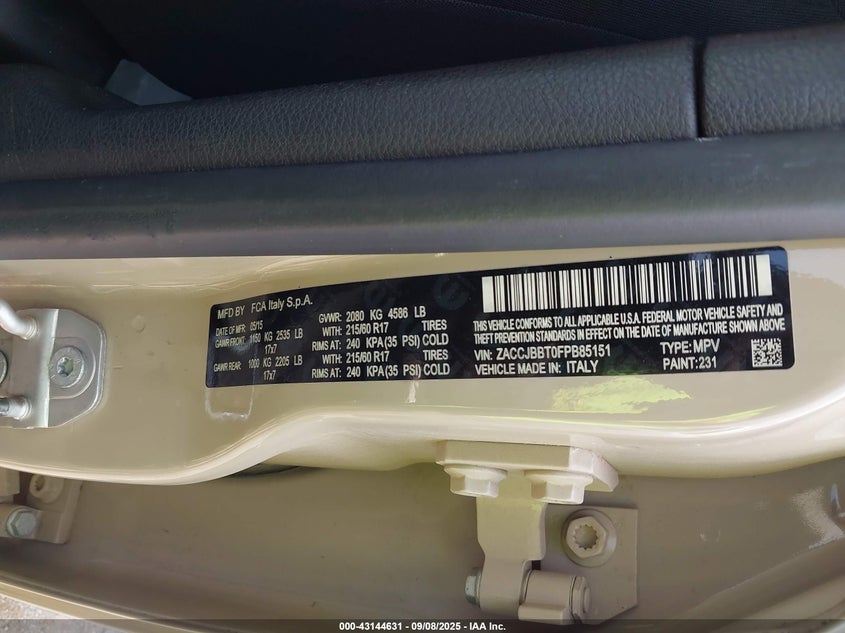 MFD BY FCA Italy S.p.A.
DATE OF MFR: 05/15 GVWR: 2080 KG 4586 LB
GAWR FRONT: 1150 KG 2535 LB WITH: 215/60 R17 TIRES
17x7 RIMS AT: 240 KPA(35 PSI) COLD
GAWR REAR: 1000 KG 2205 LB WITH: 215/60 R17 TIRES
17x7 RIMS AT: 240 KPA(35 PSI) COLD
THIS VEHICLE CONFORMS TO ALL APPLICABLE U.S.A. FEDERAL MOTOR VEHICLE SAFETY AND
THEFT PREVENTION STANDARDS IN EFFECT ON THE DATE OF MANUFACTURE SHOWN ABOVE
VIN: ZACCJBBT0FPB85151 TYPE: MPV
VEHICLE MADE IN: ITALY PAINT: 231
000-43144631 - 09/08/2025 - IAA Inc.